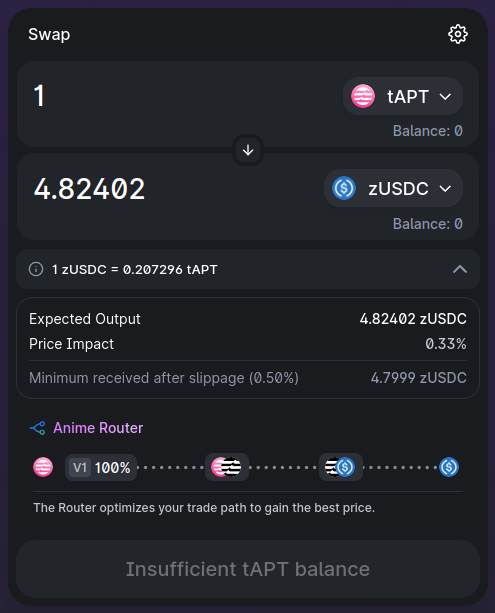 Swap
1
tAPT
Balance: 0
4.82402
zUSDC
Balance: 0
1 zUSDC = 0.207296 tAPT
Expected Output 4.82402 zUSDC
Price Impact 0.33%
Minimum received after slippage (0.50%) 4.7999 zUSDC
Anime Router
V1 100%
The Router optimizes your trade path to gain the best price.
Insufficient tAPT balance